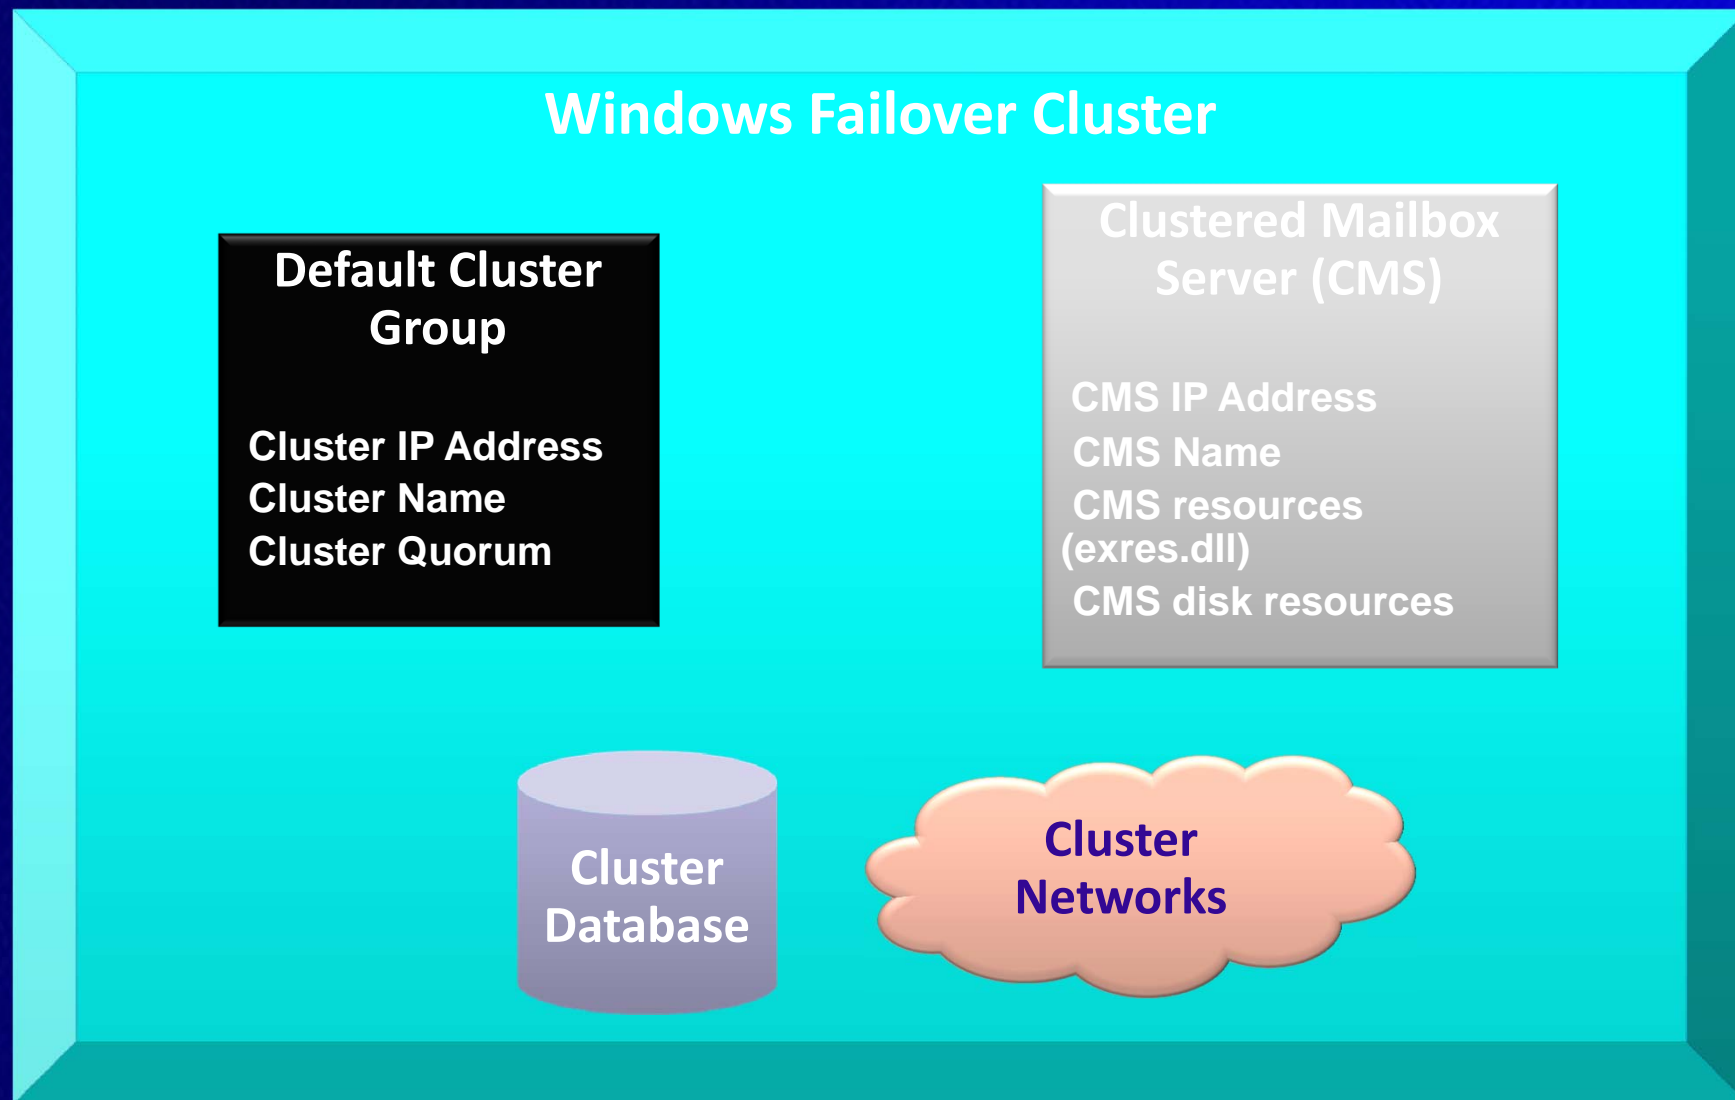 Windows Failover Cluster
Default Cluster
Group
Cluster IP Address
Cluster Name
Cluster Quorum
Clustered Mailbox
Server (CMS)
CMS IP Address
CMS Name
CMS resources
(exres.dll)
CMS disk resources
Cluster
Database
Cluster
Networks